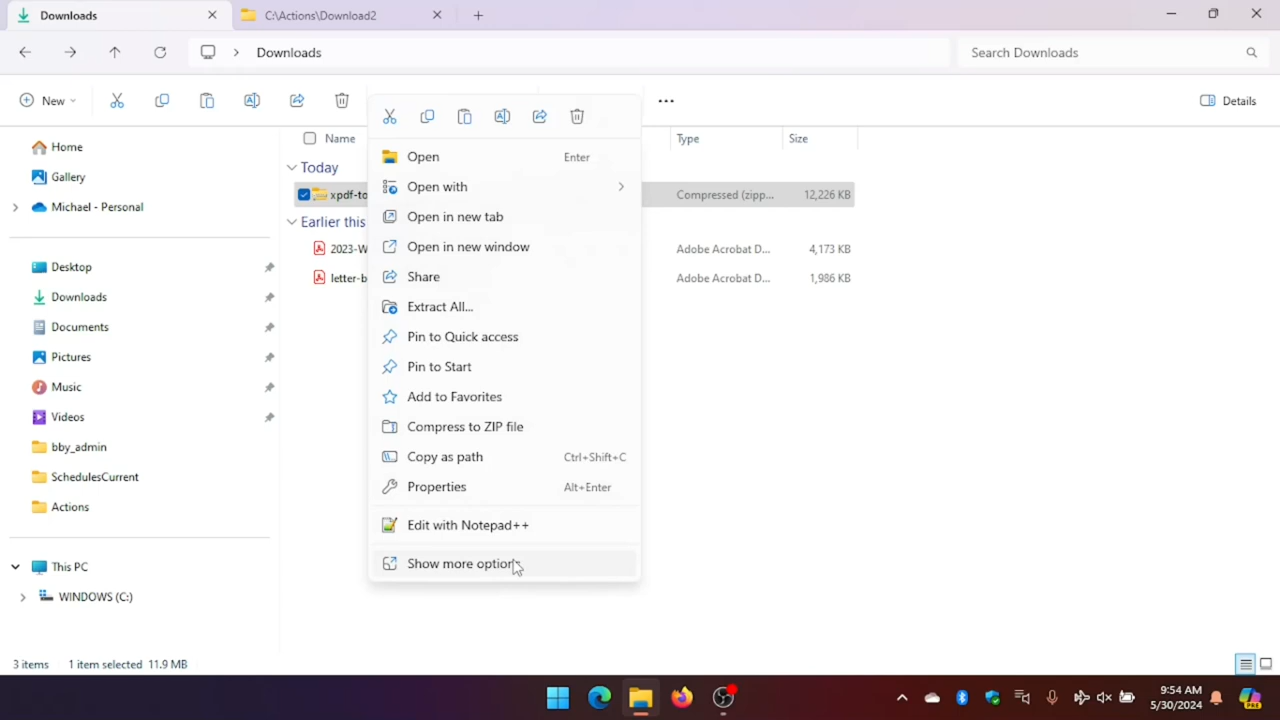 Downloads
C:\Actions\Download2
Downloads
Search Downloads
New
Details
Name
Type
Size
Home
Gallery
Michael - Personal
Desktop
Downloads
Documents
Pictures
Music
Videos
bby_admin
SchedulesCurrent
Actions
This PC
WINDOWS (C:)
Today
xpdf-to
Compressed (zipp...
12,226 KB
Earlier this
2023-W
Adobe Acrobat D...
4,173 KB
letter-b
Adobe Acrobat D...
1,986 KB
Open Enter
Open with
Open in new tab
Open in new window
Share
Extract All...
Pin to Quick access
Pin to Start
Add to Favorites
Compress to ZIP file
Copy as path Ctrl+Shift+C
Properties Alt+Enter
Edit with Notepad++
Show more options
3 items 1 item selected 11.9 MB
9:54 AM
5/30/2024
PRE